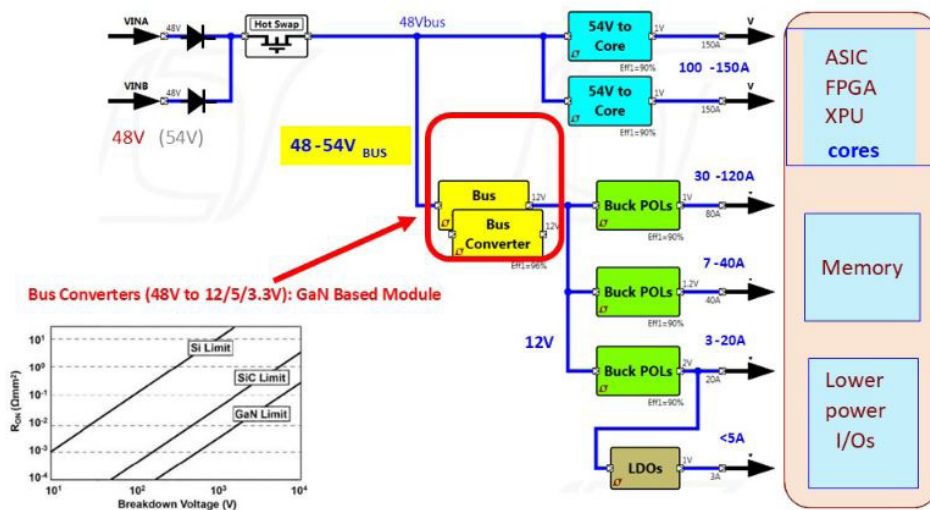 VINA
48V
Hot Swap
48Vbus
54V to
Core
1V
150A
V
Eff1=90%
100 -150A
VINB
48V
54V to
Core
1V
150A
V
Eff1=90%
48V (54V)
48 -54V BUS
ASIC
FPGA
XPU
cores
Bus
12V
Bus
Converter
12V
Eff1=96%
30 -120A
Buck POLs
1V
80A
Eff1=90%
Bus Converters (48V to 12/5/3.3V): GaN Based Module
7 -40A
Buck POLs
1.2V
40A
Eff1=90%
Memory
12V
3 -20A
Buck POLs
2V
20A
Eff1=90%
<5A
LDOs
1V
3A
Lower
power
I/Os
RON (Ωmm²)
10¹
10⁰
10⁻¹
10⁻²
10⁻³
10⁻⁴
Si Limit
SiC Limit
GaN Limit
10¹ 10² 10³ 10⁴
Breakdown Voltage (V)